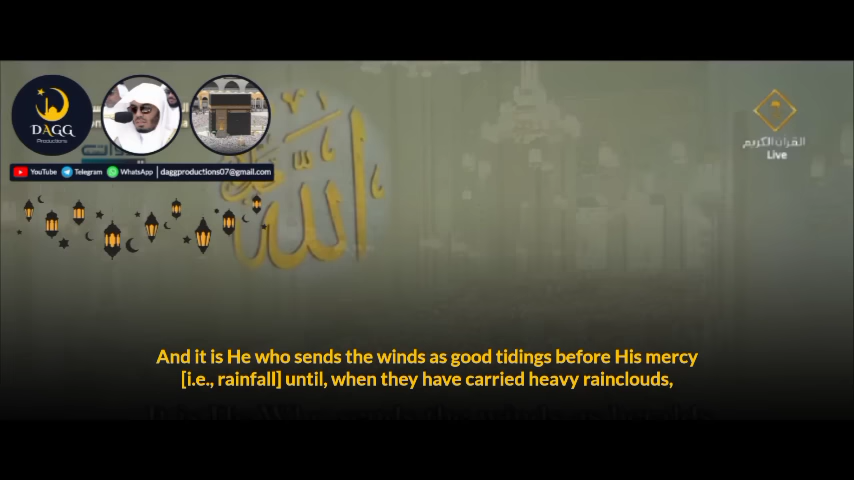 DAGG
Productions
YouTube Telegram WhatsApp | daggproductions07@gmail.com
الله
القرآن الكريم
Live
And it is He who sends the winds as good tidings before His mercy
[i.e., rainfall] until, when they have carried heavy rainclouds,